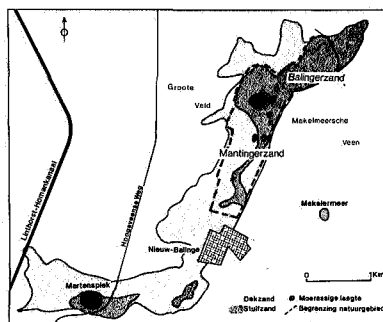 Balingerzand
Groote
Veld
Makelmeersche
Veen
Mantingerzand
Linthorst-Homankanaal
Hoogeveense Weg
Makelermeer
Nieuw-Balinge
Martensplek
0 1Km
Dekzand
Moerassige laagte
Stuifzand
Begrenzing natuurgebied